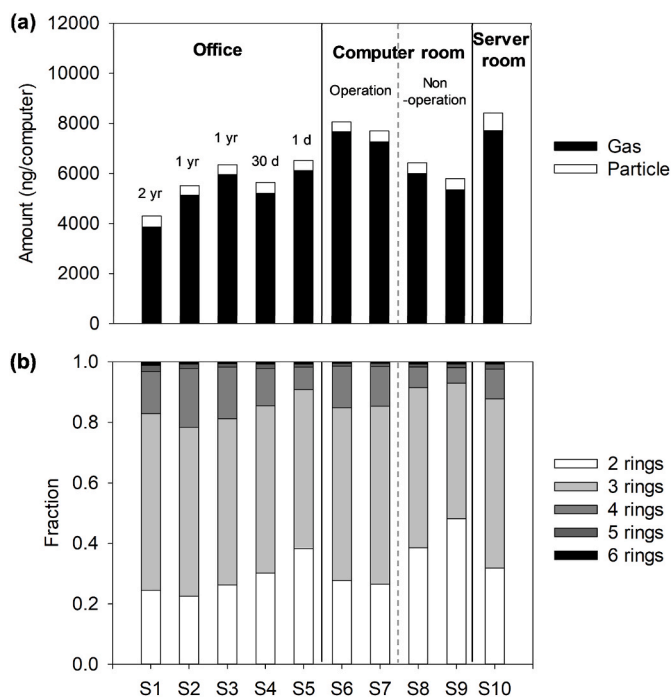 (a)
12000
10000
8000
6000
4000
2000
0
Amount (ng/computer)
Office
Computer room
Server
room
Operation
Non
-operation
2 yr
1 yr
1 yr
30 d
1 d
Gas
Particle
(b)
1.0
0.8
0.6
0.4
0.2
0.0
Fraction
2 rings
3 rings
4 rings
5 rings
6 rings
S1 S2 S3 S4 S5 S6 S7 S8 S9 S10